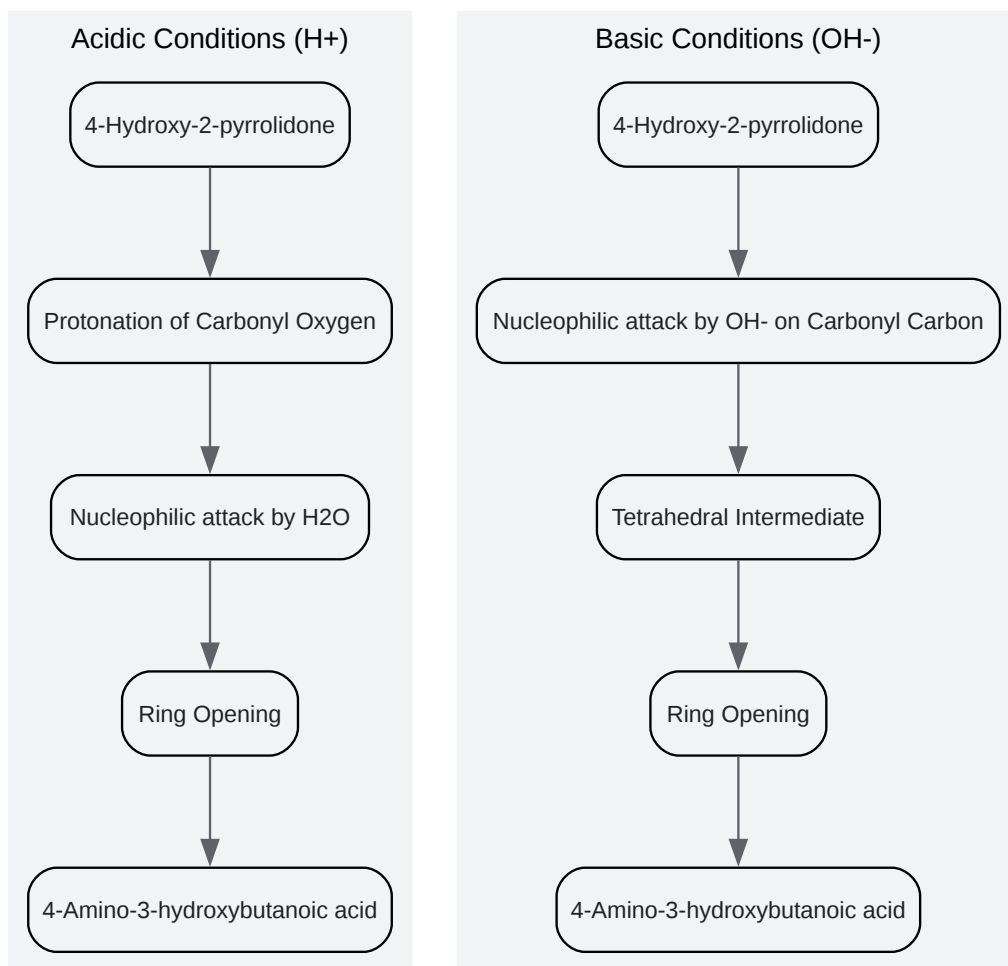 Acidic Conditions (H+)
4-Hydroxy-2-pyrrolidone
Protonation of Carbonyl Oxygen
Nucleophilic attack by H2O
Ring Opening
4-Amino-3-hydroxybutanoic acid
Basic Conditions (OH-)
4-Hydroxy-2-pyrrolidone
Nucleophilic attack by OH- on Carbonyl Carbon
Tetrahedral Intermediate
Ring Opening
4-Amino-3-hydroxybutanoic acid